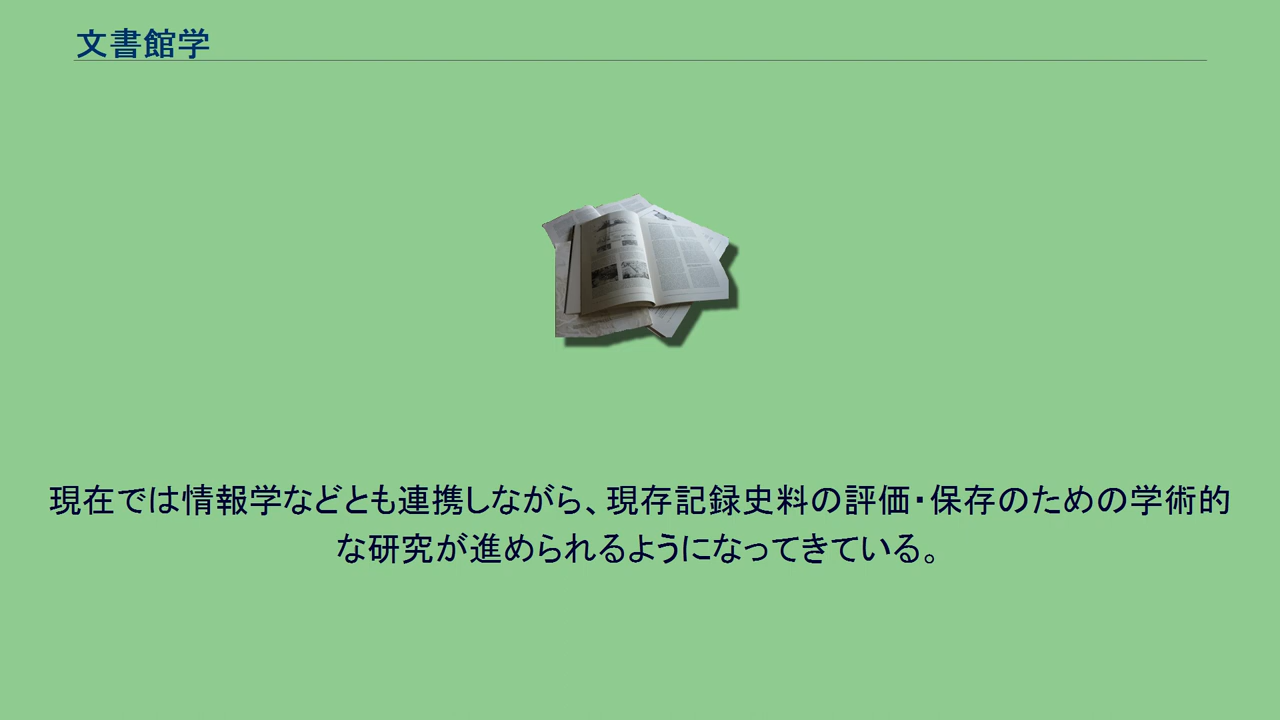 文書館学
現在では情報学などとも連携しながら、現存記録史料の評価・保存のための学術的
な研究が進められるようになってきている。